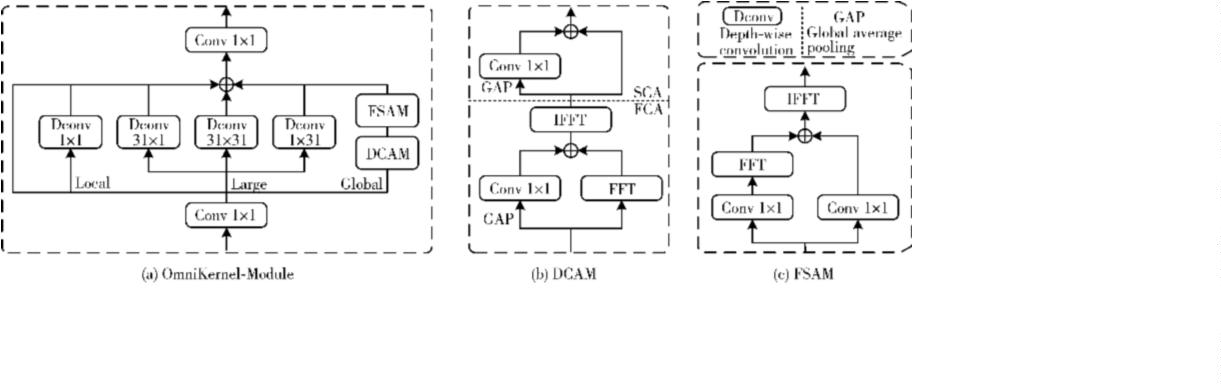 Conv 1×1
Dconv
1×1
Dconv
31×1
Dconv
31×31
Dconv
1×31
FSAM
DCAM
Local
Large
Global
Conv 1×1
(a) OmniKernel-Module
Conv 1×1
GAP
SCA
FCA
IFFT
Conv 1×1
FFT
GAP
(b) DCAM
Dconv
Depth-wise
convolution
GAP
Global average
pooling
IFFT
FFT
Conv 1×1
Conv 1×1
(c) FSAM